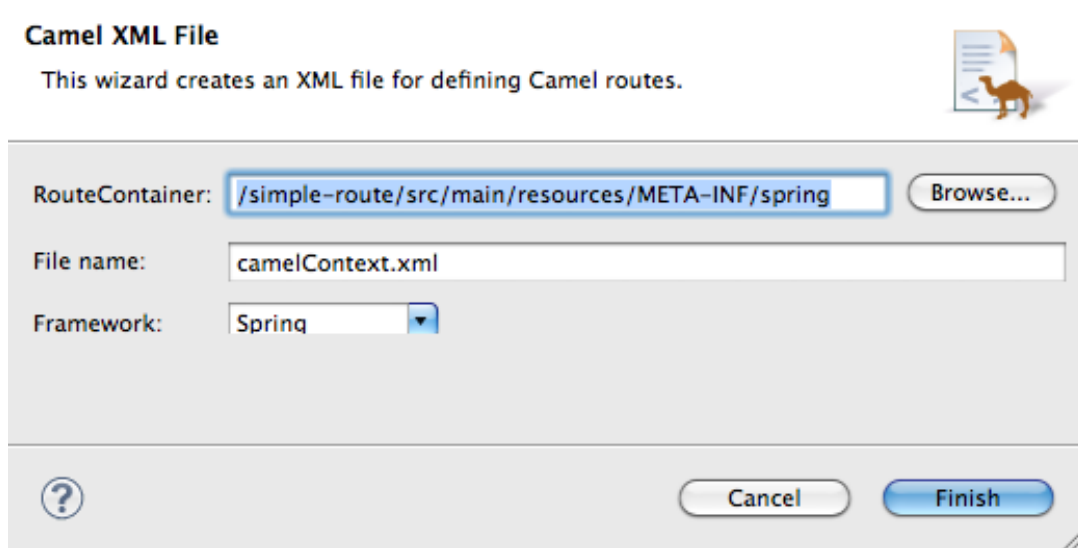 Camel XML File
This wizard creates an XML file for defining Camel routes.
RouteContainer: /simple-route/src/main/resources/META-INF/spring Browse...
File name: camelContext.xml
Framework: Spring
? Cancel Finish